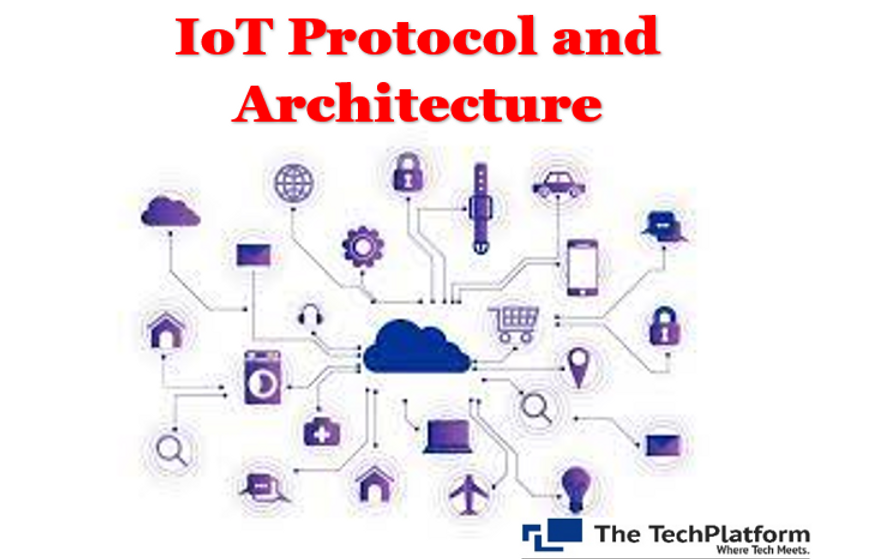 IoT Protocol and
Architecture
The TechPlatform
Where Tech Meets.